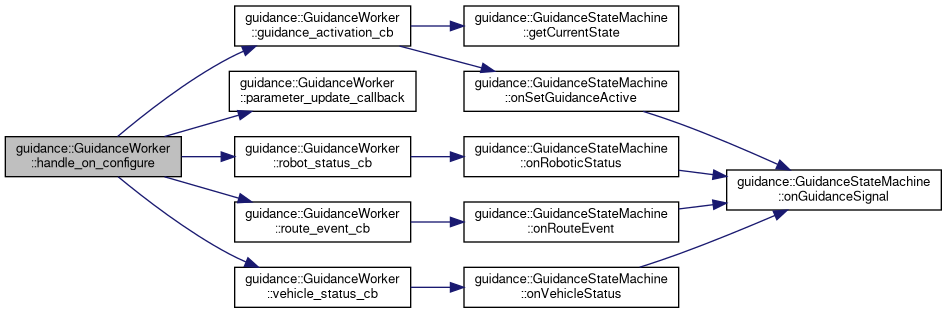 guidance::GuidanceWorker
::handle_on_configure
guidance::GuidanceWorker
::guidance_activation_cb
guidance::GuidanceWorker
::parameter_update_callback
guidance::GuidanceWorker
::robot_status_cb
guidance::GuidanceWorker
::route_event_cb
guidance::GuidanceWorker
::vehicle_status_cb
guidance::GuidanceStateMachine
::getCurrentState
guidance::GuidanceStateMachine
::onSetGuidanceActive
guidance::GuidanceStateMachine
::onRoboticStatus
guidance::GuidanceStateMachine
::onRouteEvent
guidance::GuidanceStateMachine
::onVehicleStatus
guidance::GuidanceStateMachine
::onGuidanceSignal